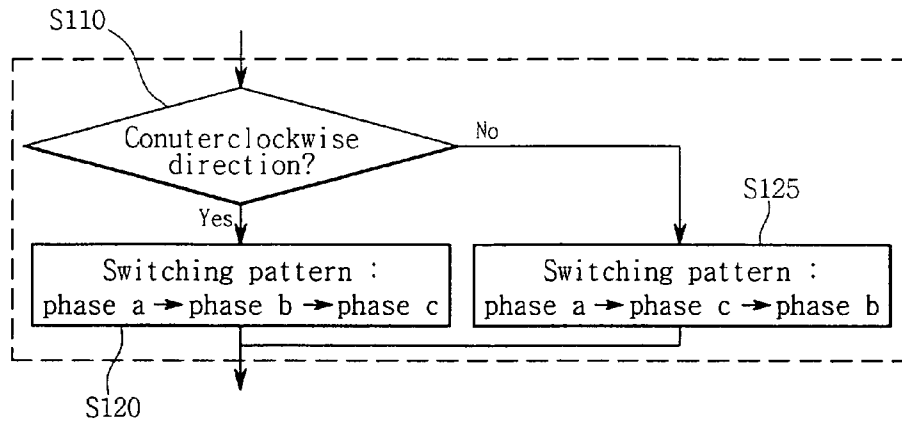 S110
Conuterclockwise
direction?
No
Yes
S125
Switching pattern :
phase a → phase b → phase c
Switching pattern :
phase a → phase c → phase b
S120